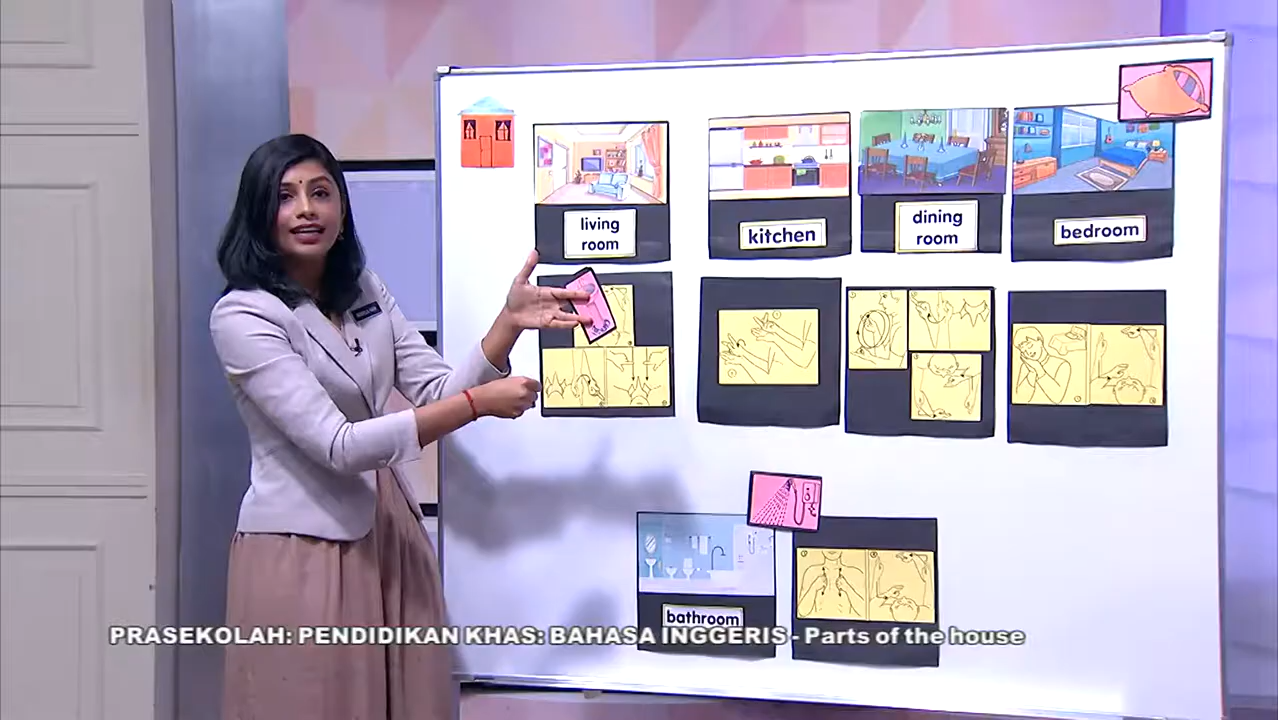 living
room
kitchen
dining
room
bedroom
bathroom
PRASEKOLAH: PENDIDIKAN KHAS: BAHASA INGGERIS - Parts of the house